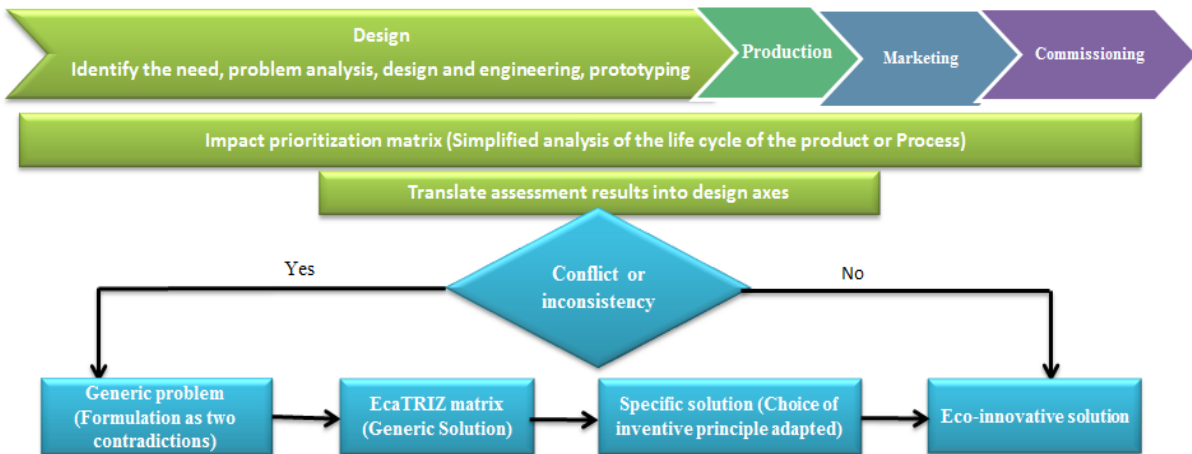 Design
Identify the need, problem analysis, design and engineering, prototyping
Production
Marketing
Commissioning
Impact prioritization matrix (Simplified analysis of the life cycle of the product or Process)
Translate assessment results into design axes
Conflict or
inconsistency
Yes
No
Generic problem
(Formulation as two
contradictions)
EcaTRIZ matrix
(Generic Solution)
Specific solution (Choice of
inventive principle adapted)
Eco-innovative solution